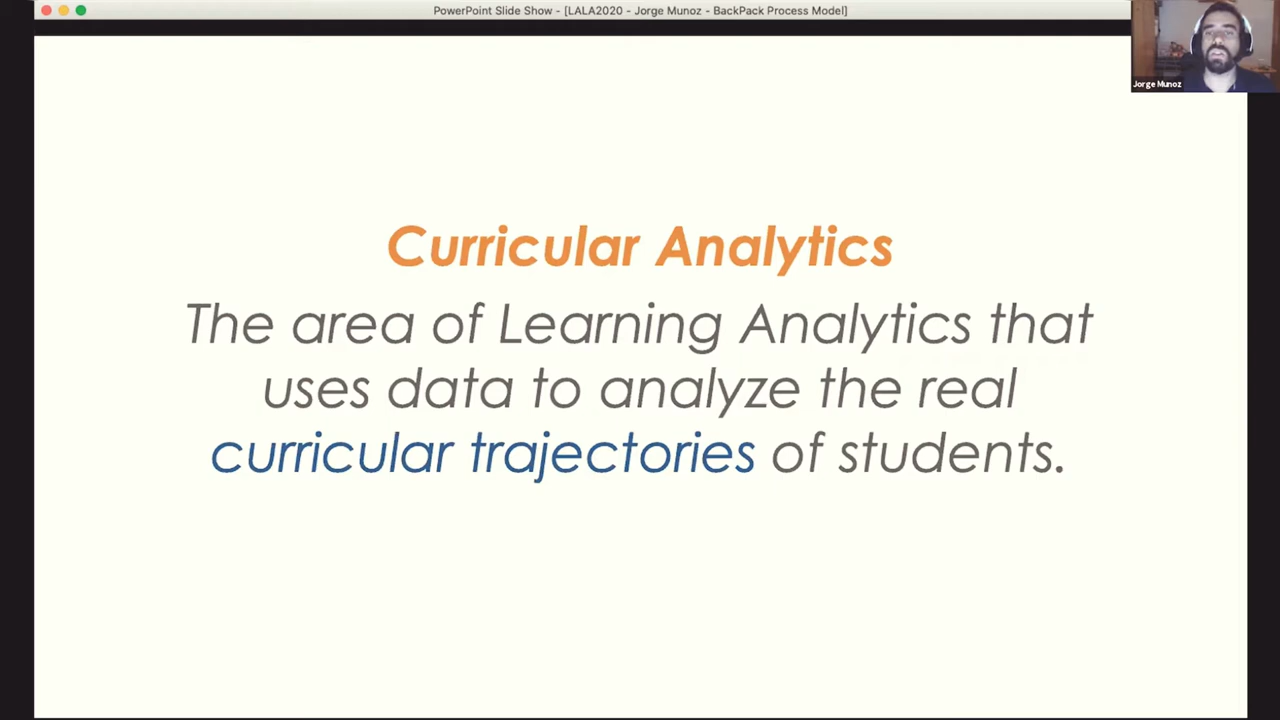 PowerPoint Slide Show - [LALA2020 - Jorge Munoz - BackPack Process Model]
Jorge Munoz
Curricular Analytics
The area of Learning Analytics that
uses data to analyze the real
curricular trajectories of students.